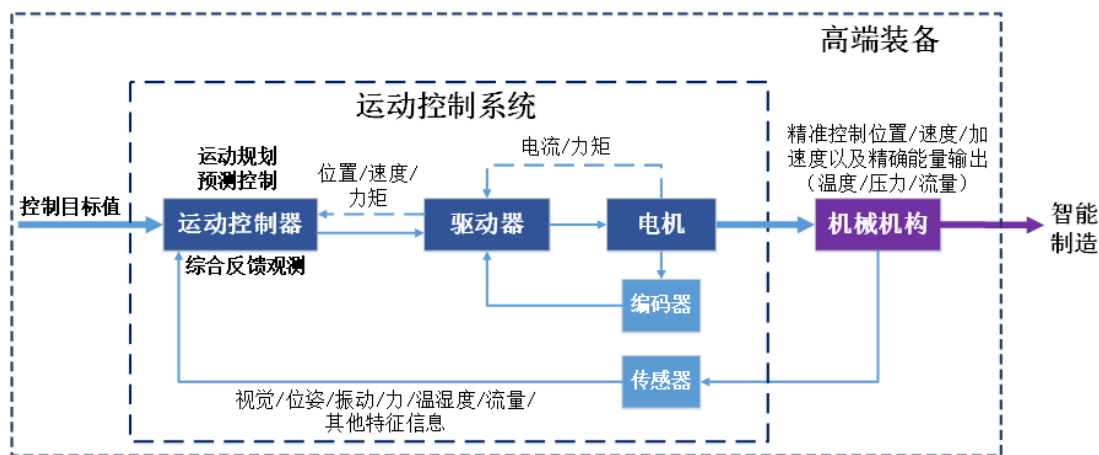 高端装备
运动控制系统
精准控制位置/速度/加
速度以及精确能量输出
（温度/压力/流量）
电流/力矩
运动规划
预测控制
位置/速度/
力矩
控制目标值
运动控制器
驱动器
电机
机械机构
智能
制造
综合反馈观测
编码器
传感器
视觉/位姿/振动/力/温湿度/流量/
其他特征信息